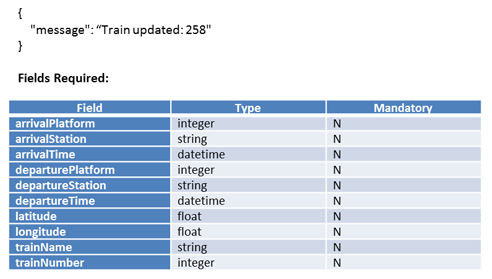 {
"message": “Train updated: 258"
}
Fields Required:
Field Type Mandatory
arrivalPlatform integer N
arrivalStation string N
arrivalTime datetime N
departurePlatform integer N
departureStation string N
departureTime datetime N
latitude float N
longitude float N
trainName string N
trainNumber integer N